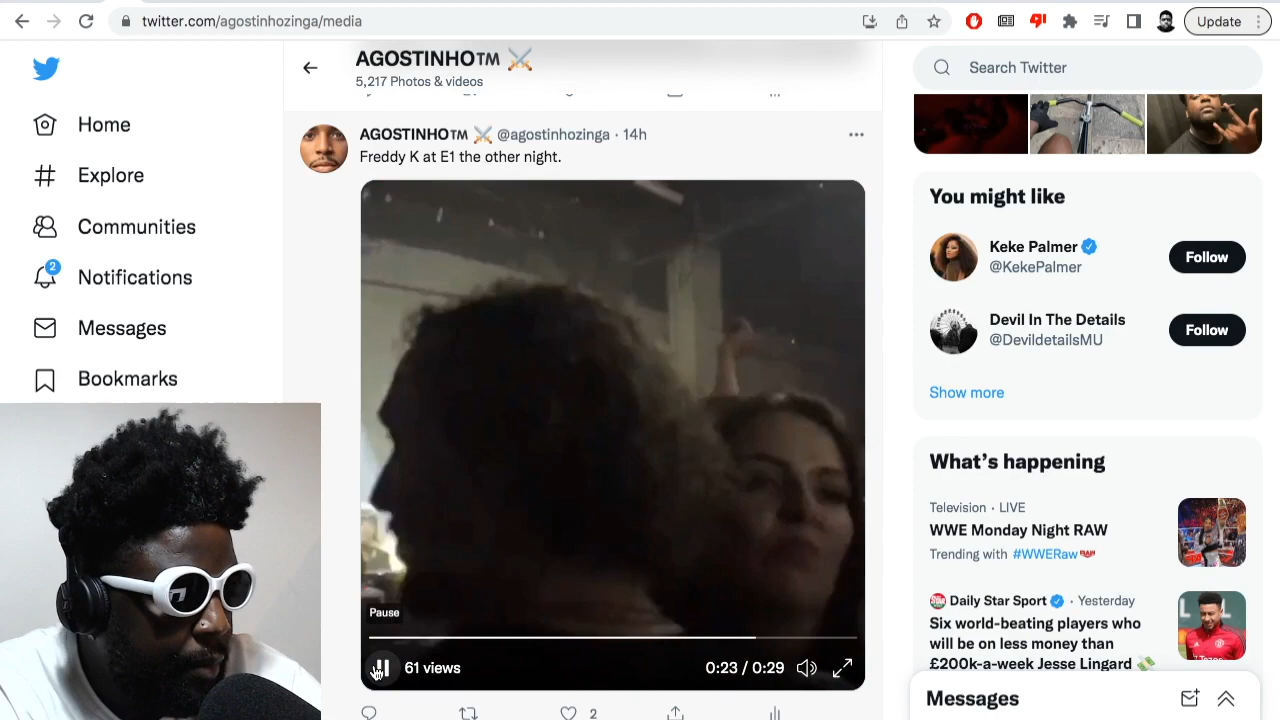 twitter.com/agostinhozinga/media
Update
AGOSTINHO™ ⚔️
5,217 Photos & videos
Search Twitter
Home
Explore
Communities
2
Notifications
Messages
Bookmarks
AGOSTINHO™ ⚔️ @agostinhozinga · 14h
Freddy K at E1 the other night.
Pause
61 views
0:23 / 0:29
2
You might like
Keke Palmer
@KekePalmer
Follow
Devil In The Details
@DevildetailsMU
Follow
Show more
What's happening
Television · LIVE
WWE Monday Night RAW
Trending with #WWERaw
Daily Star Sport · Yesterday
Six world-beating players who
will be on less money than
£200k-a-week Jesse Lingard 💸
Messages